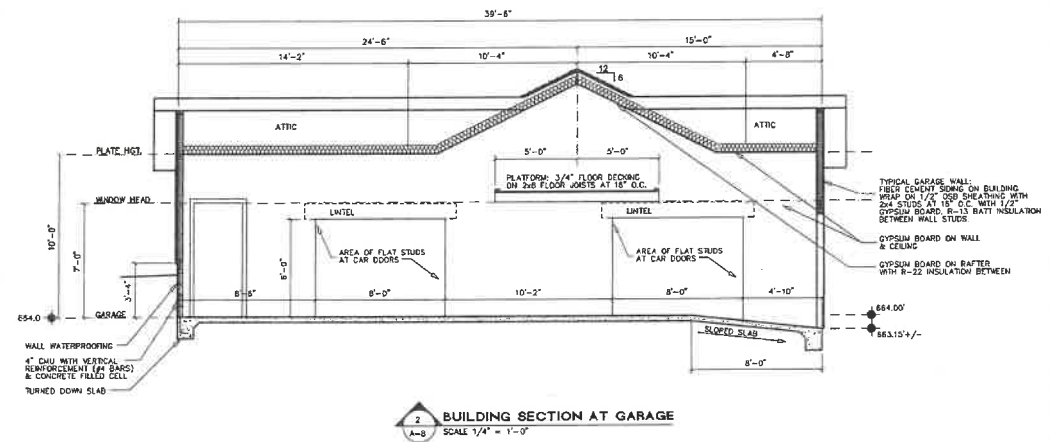 39'-6"
24'-6"
15'-0"
14'-2"
10'-4"
10'-4"
4'-8"
12
6
ATTIC
ATTIC
PLATE HGT.
5'-0"
5'-0"
PLATFORM: 3/4" FLOOR DECKING
ON 2x8 FLOOR JOISTS AT 16" O.C.
WINDOW HEAD
LINTEL
LINTEL
TYPICAL GARAGE WALL:
FIBER CEMENT SIDING ON BUILDING
WRAP ON 1/2" OSB SHEATHING WITH
2x4 STUDS AT 16" O.C. WITH 1/2"
GYPSUM BOARD, R-13 BATT INSULATION
BETWEEN WALL STUDS.
10'-0"
7'-0"
6'-0"
3'-4"
AREA OF FLAT STUDS
AT CAR DOORS
AREA OF FLAT STUDS
AT CAR DOORS
GYPSUM BOARD ON WALL
& CEILING
GYPSUM BOARD ON RAFTER
WITH R-22 INSULATION BETWEEN
8'-0"
10'-2"
8'-0"
4'-10"
GARAGE
664.00'
663.15'+/-
SLOPED SLAB
8'-0"
WALL WATERPROOFING
4" CMU WITH VERTICAL
REINFORCEMENT (#4 BARS)
& CONCRETE FILLED CELL
TURNED DOWN SLAB
2
A-8
BUILDING SECTION AT GARAGE
SCALE 1/4" = 1'-0"